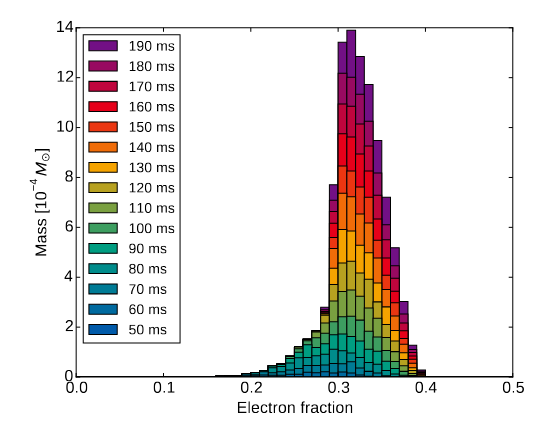 14
12
10
8
6
4
2
0
Mass [10⁻⁴ M⊙]
190 ms
180 ms
170 ms
160 ms
150 ms
140 ms
130 ms
120 ms
110 ms
100 ms
90 ms
80 ms
70 ms
60 ms
50 ms
0.0 0.1 0.2 0.3 0.4 0.5
Electron fraction